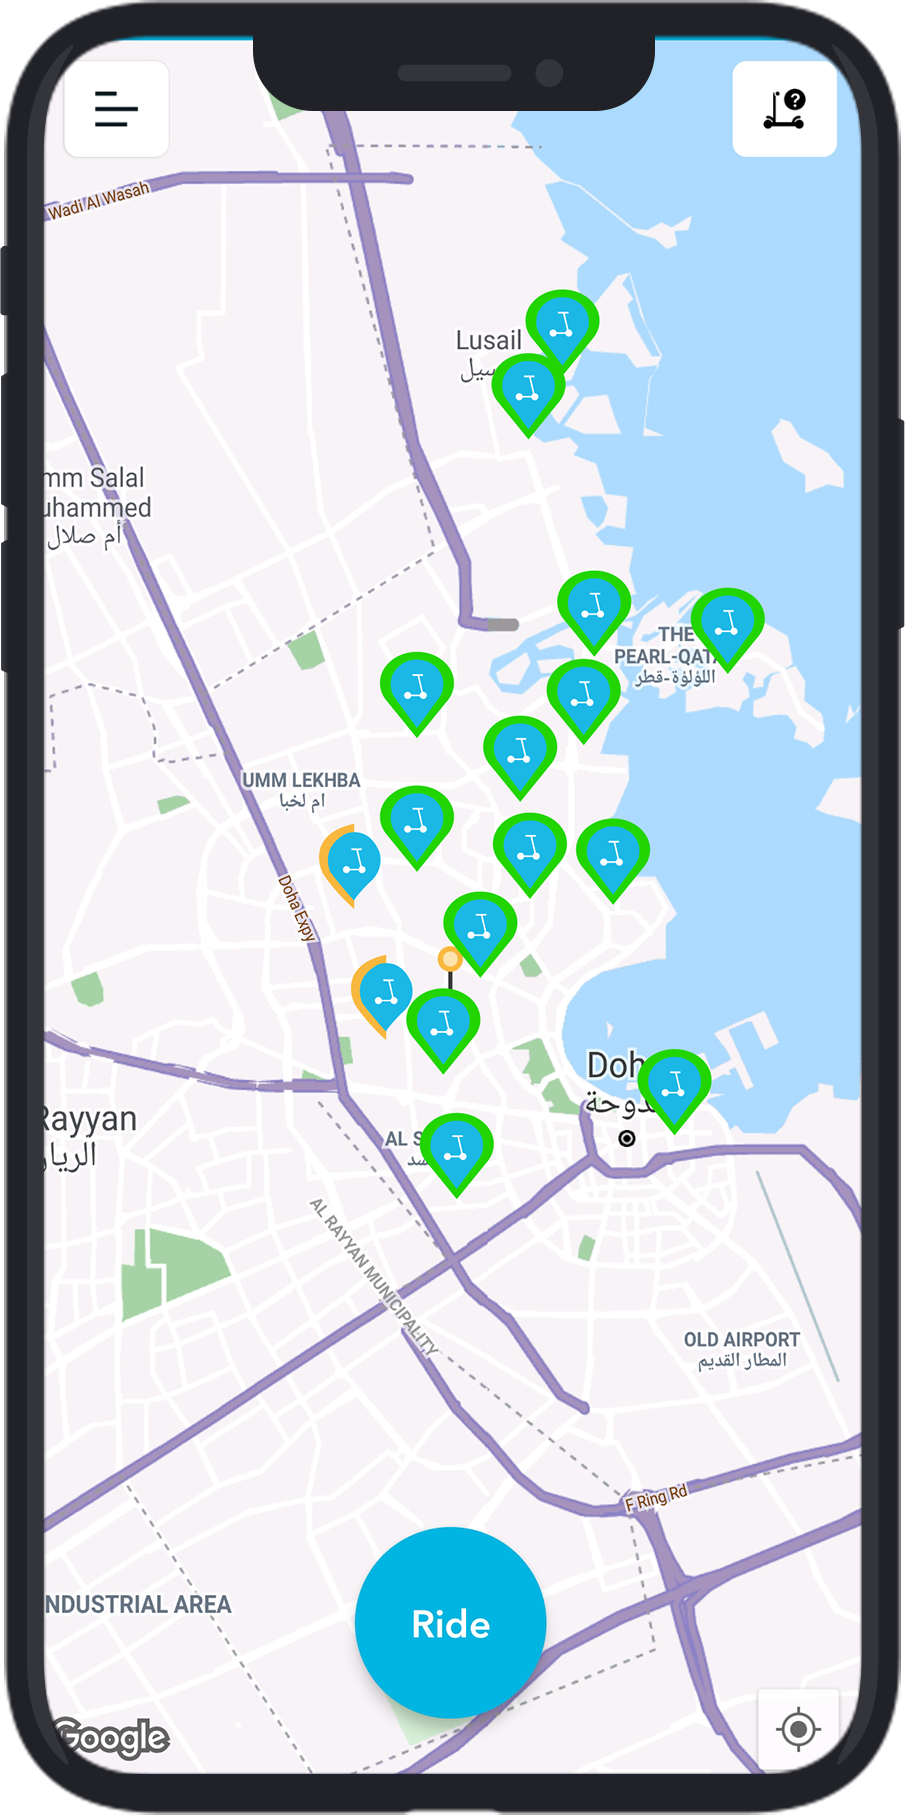 Wadi Al Wasah
Lusail
mm Salal
uhammed
أم صلال
THE
PEARL-QAT
اللؤلؤة-قطر
UMM LEKHBA
ام لخبا
Doha Expy
Doh
دوحة
Rayyan
الريا
AL S
سد
AL RAYYAN MUNICIPALITY
OLD AIRPORT
المطار القديم
F Ring Rd
NDUSTRIAL AREA
Ride
Google